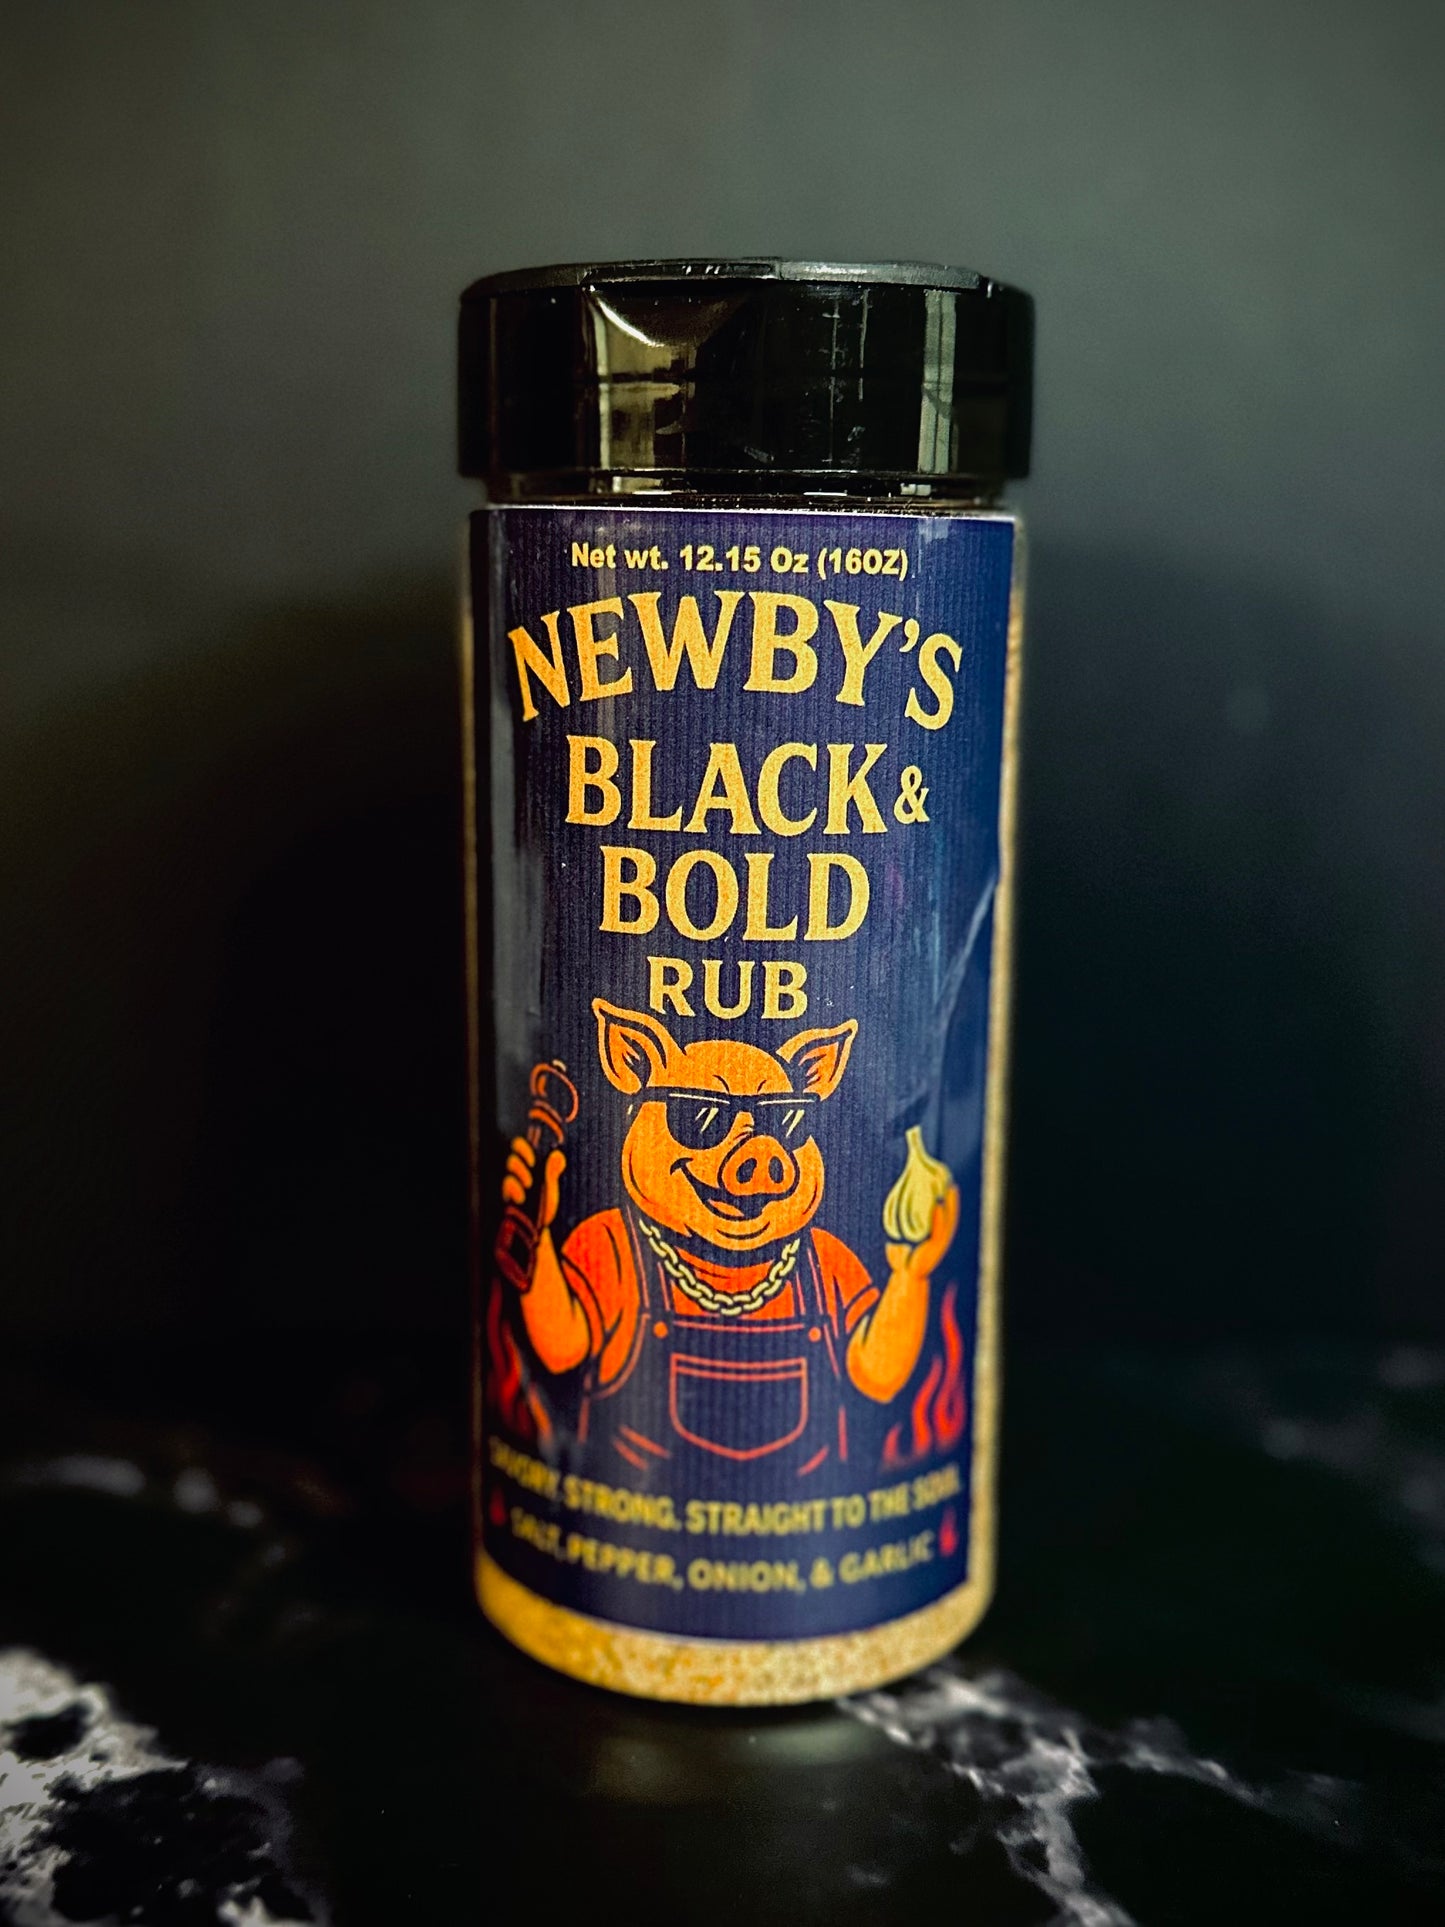 Net wt. 12.15 Oz (16OZ)
NEWBY'S
BLACK &
BOLD
RUB
SAVORY. STRONG. STRAIGHT TO THE SOUL
SALT, PEPPER, ONION, & GARLIC